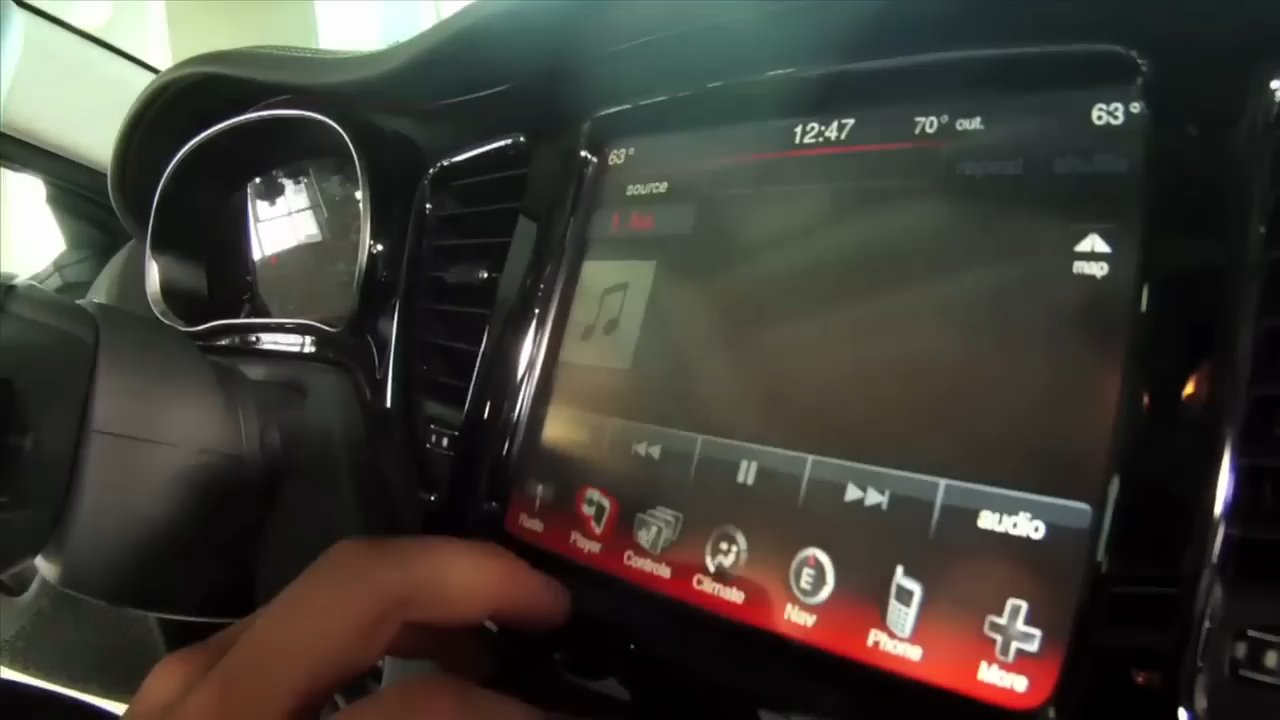 63°
12:47
70° out.
63°
repeat
shuffle
source
map
audio
Radio
Player
Controls
Climate
E
Nav
Phone
More